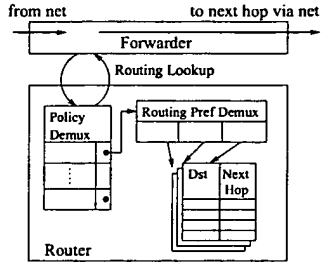 from net
to next hop via net
Forwarder
Routing Lookup
Policy
Demux
Routing Pref Demux
Dst
Next
Hop
Router